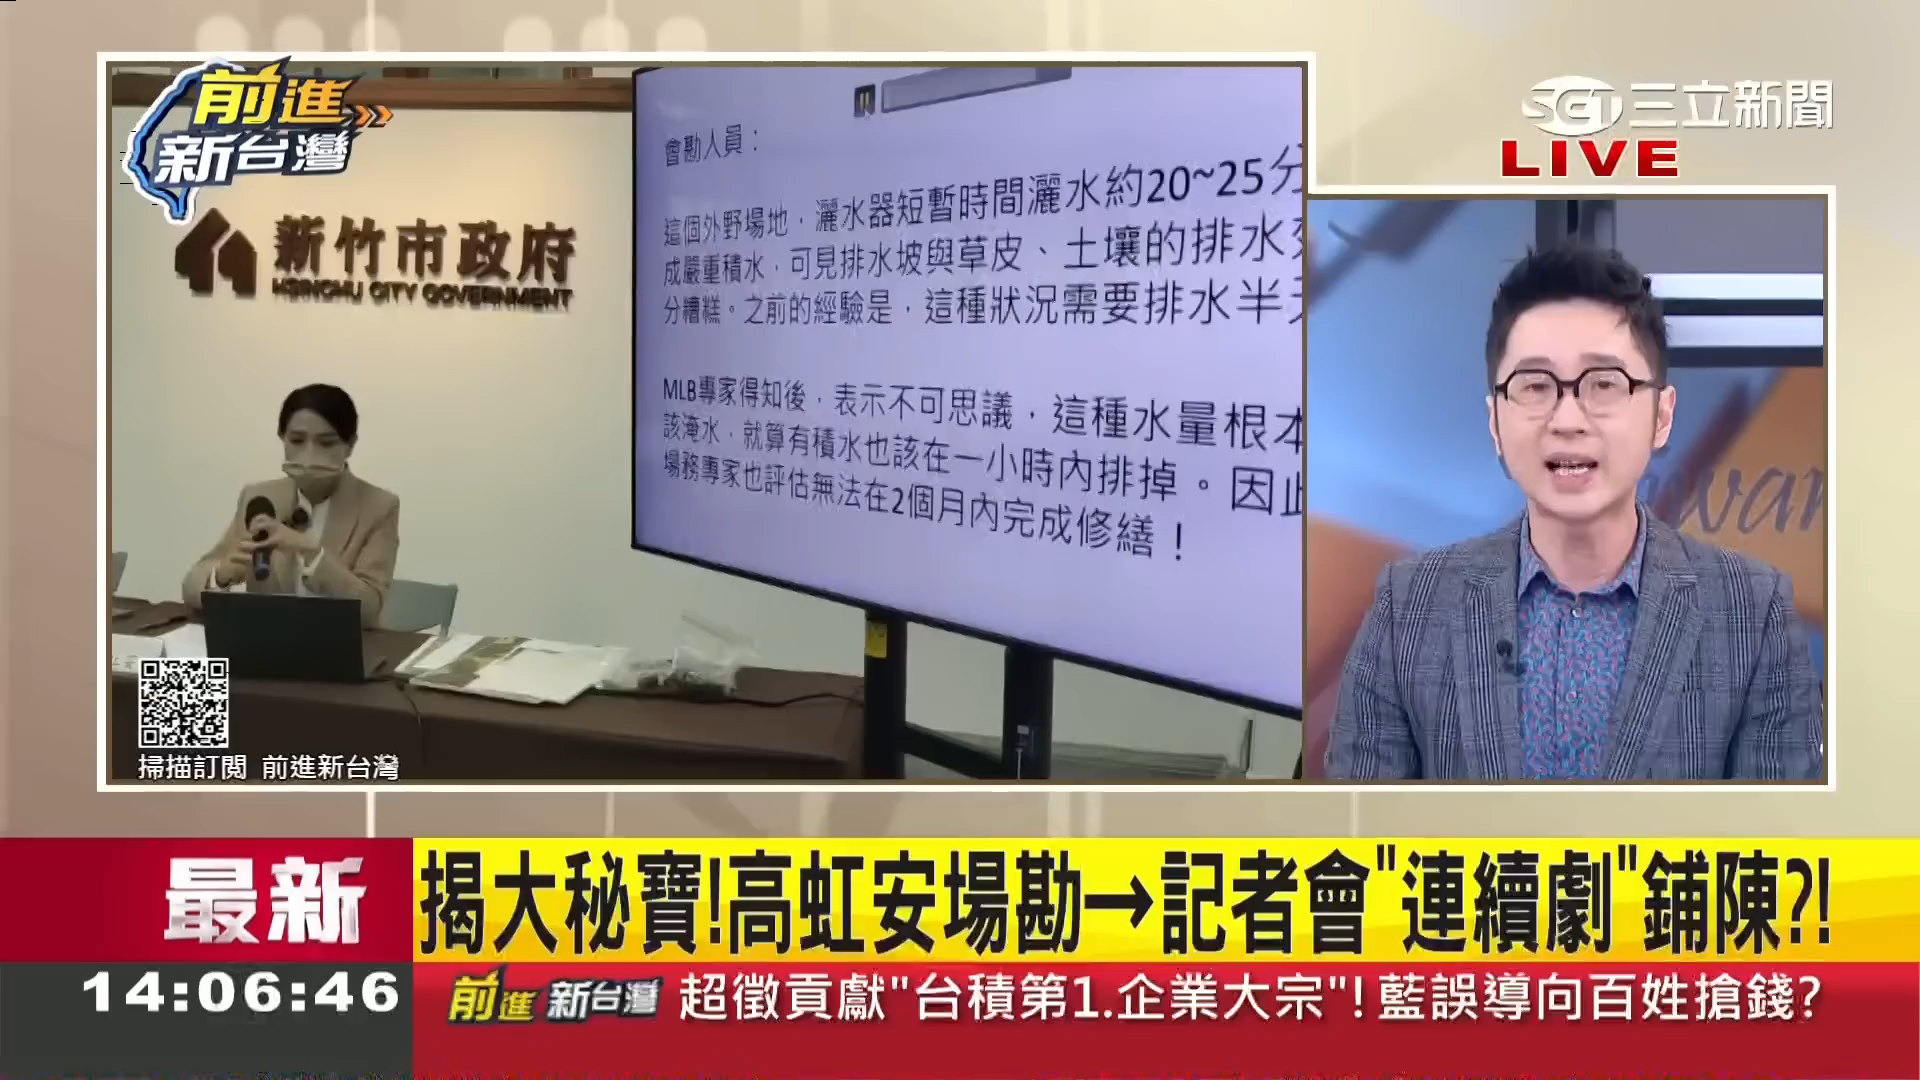 前進
新台灣
SET三立新聞
LIVE
新竹市政府
HSINCHU CITY GOVERNMENT
會勘人員：
這個外野場地，灑水器短暫時間灑水約20~25分
成嚴重積水，可見排水坡與草皮、土壤的排水
分糟糕。之前的經驗是，這種狀況需要排水半
MLB專家得知後，表示不可思議，這種水量根本
該淹水，就算有積水也該在一小時內排掉。因此
場務專家也評估無法在2個月內完成修繕！
掃描訂閱 前進新台灣
最新
揭大秘寶!高虹安場勘→記者會"連續劇"鋪陳?!
14:06:46
前進新台灣 超徵貢獻"台積第1.企業大宗"!藍誤導向百姓搶錢?